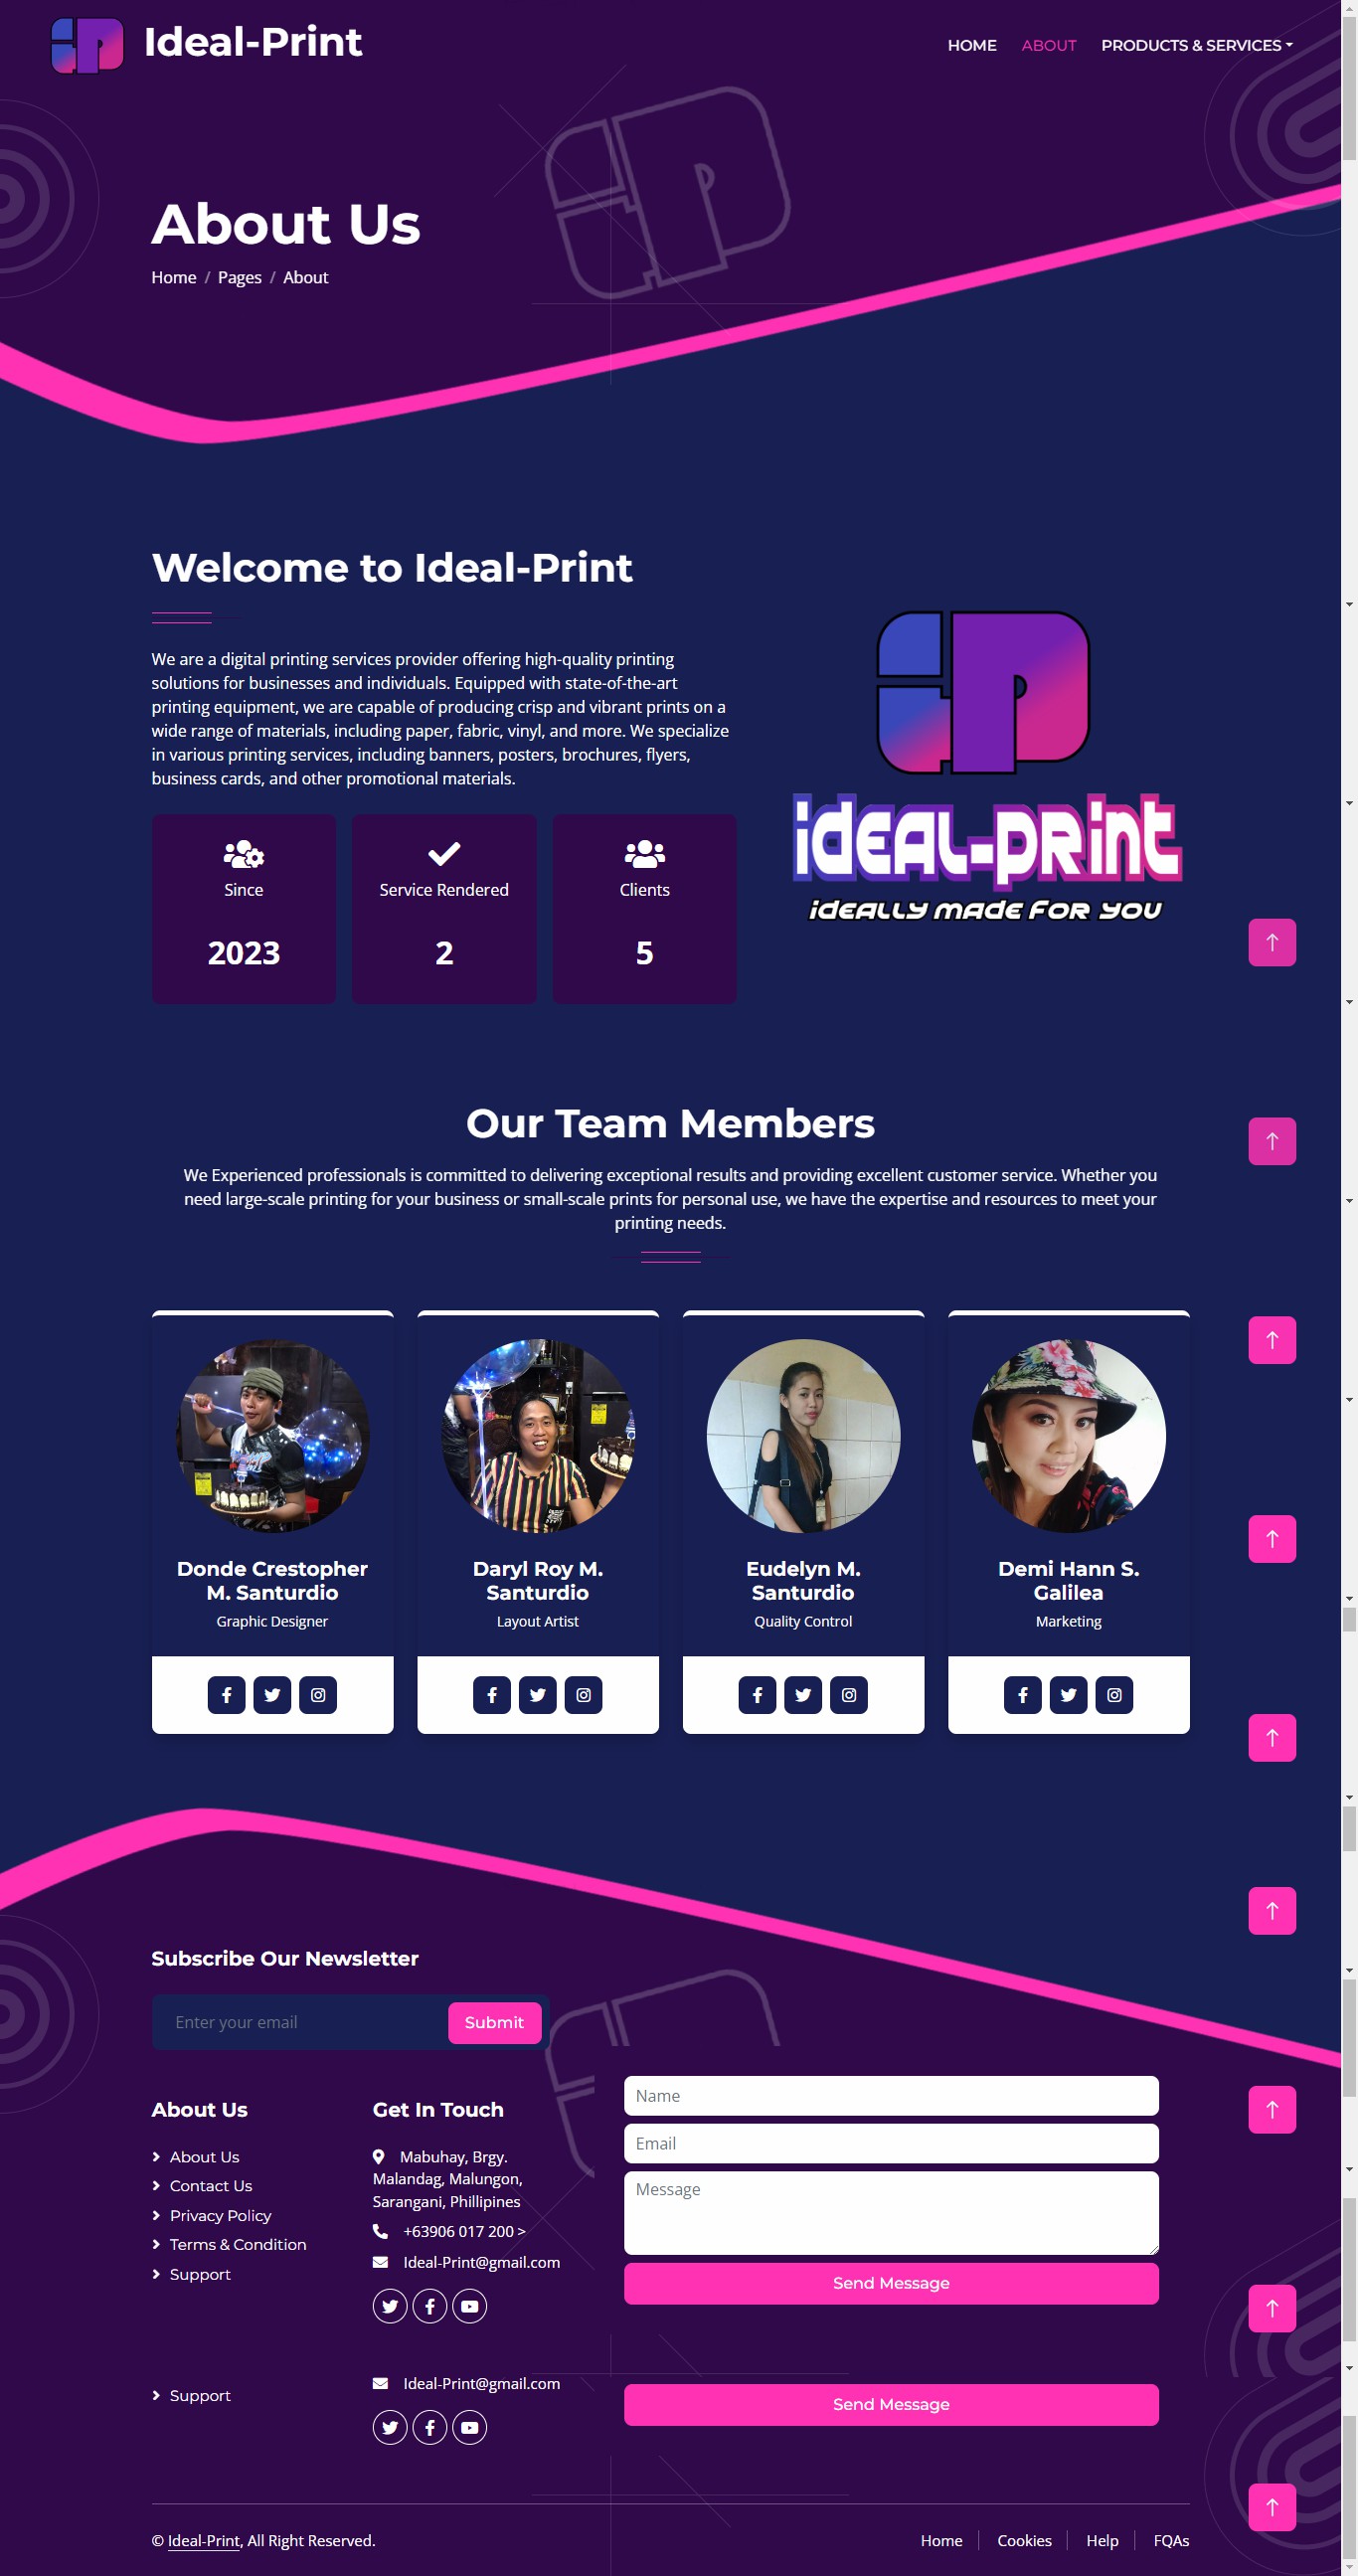 Ideal-Print
HOME
ABOUT
PRODUCTS & SERVICES
About Us
Home / Pages / About
Welcome to Ideal-Print
We are a digital printing services provider offering high-quality printing
solutions for businesses and individuals. Equipped with state-of-the-art
printing equipment, we are capable of producing crisp and vibrant prints on a
wide range of materials, including paper, fabric, vinyl, and more. We specialize
in various printing services, including banners, posters, brochures, flyers,
business cards, and other promotional materials.
Since
2023
Service Rendered
2
Clients
5
iP
iDEAL-PRiNT
iDEALLY MADE FOR YOU
Our Team Members
We Experienced professionals is committed to delivering exceptional results and providing excellent customer service. Whether you
need large-scale printing for your business or small-scale prints for personal use, we have the expertise and resources to meet your
printing needs.
Donde Crestopher
M. Santurdio
Graphic Designer
Daryl Roy M.
Santurdio
Layout Artist
Eudelyn M.
Santurdio
Quality Control
Demi Hann S.
Galilea
Marketing
Subscribe Our Newsletter
Enter your email
Submit
About Us
About Us
Contact Us
Privacy Policy
Terms & Condition
Support
Get In Touch
Mabuhay, Brgy.
Malandag, Malungon,
Sarangani, Phillipines
+63906 017 200 >
Ideal-Print@gmail.com
Name
Email
Message
Send Message
Support
Ideal-Print@gmail.com
Send Message
© Ideal-Print, All Right Reserved.
Home
Cookies
Help
FQAs